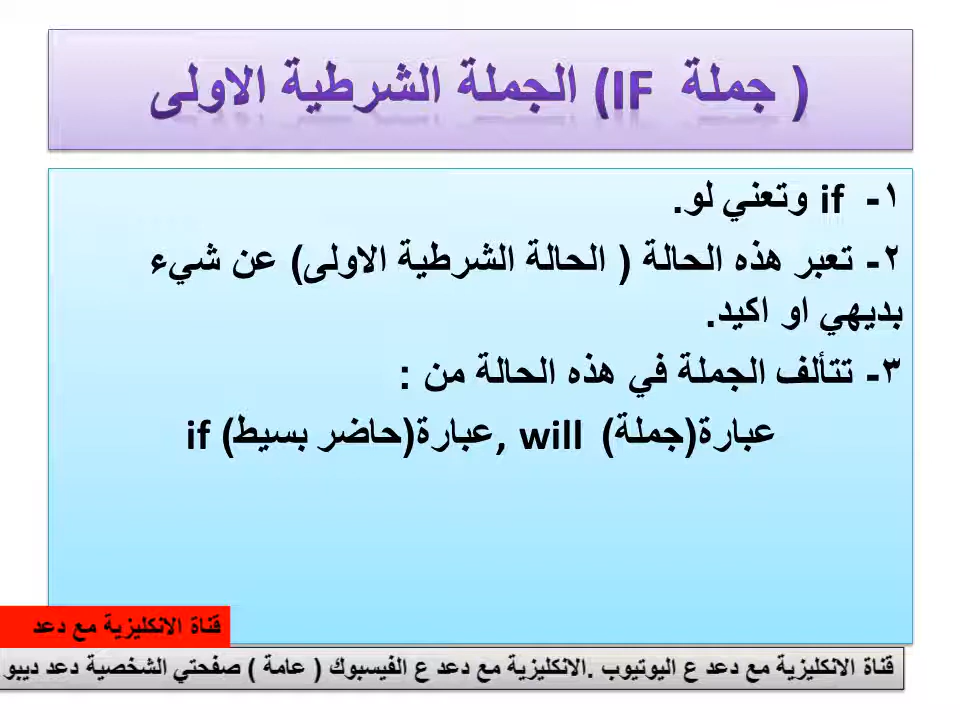 ( جملة IF) الجملة الشرطية الاولى
١- if وتعني لو.
٢- تعبر هذه الحالة ( الحالة الشرطية الاولى) عن شيء
بديهي او اكيد.
٣- تتألف الجملة في هذه الحالة من :
if عبارة(حاضر بسيط), will عبارة(جملة)
قناة الانكليزية مع دعد
قناة الانكليزية مع دعد ع اليوتيوب .الانكليزية مع دعد ع الفيسبوك ( عامة ) صفحتي الشخصية دعد ديبو